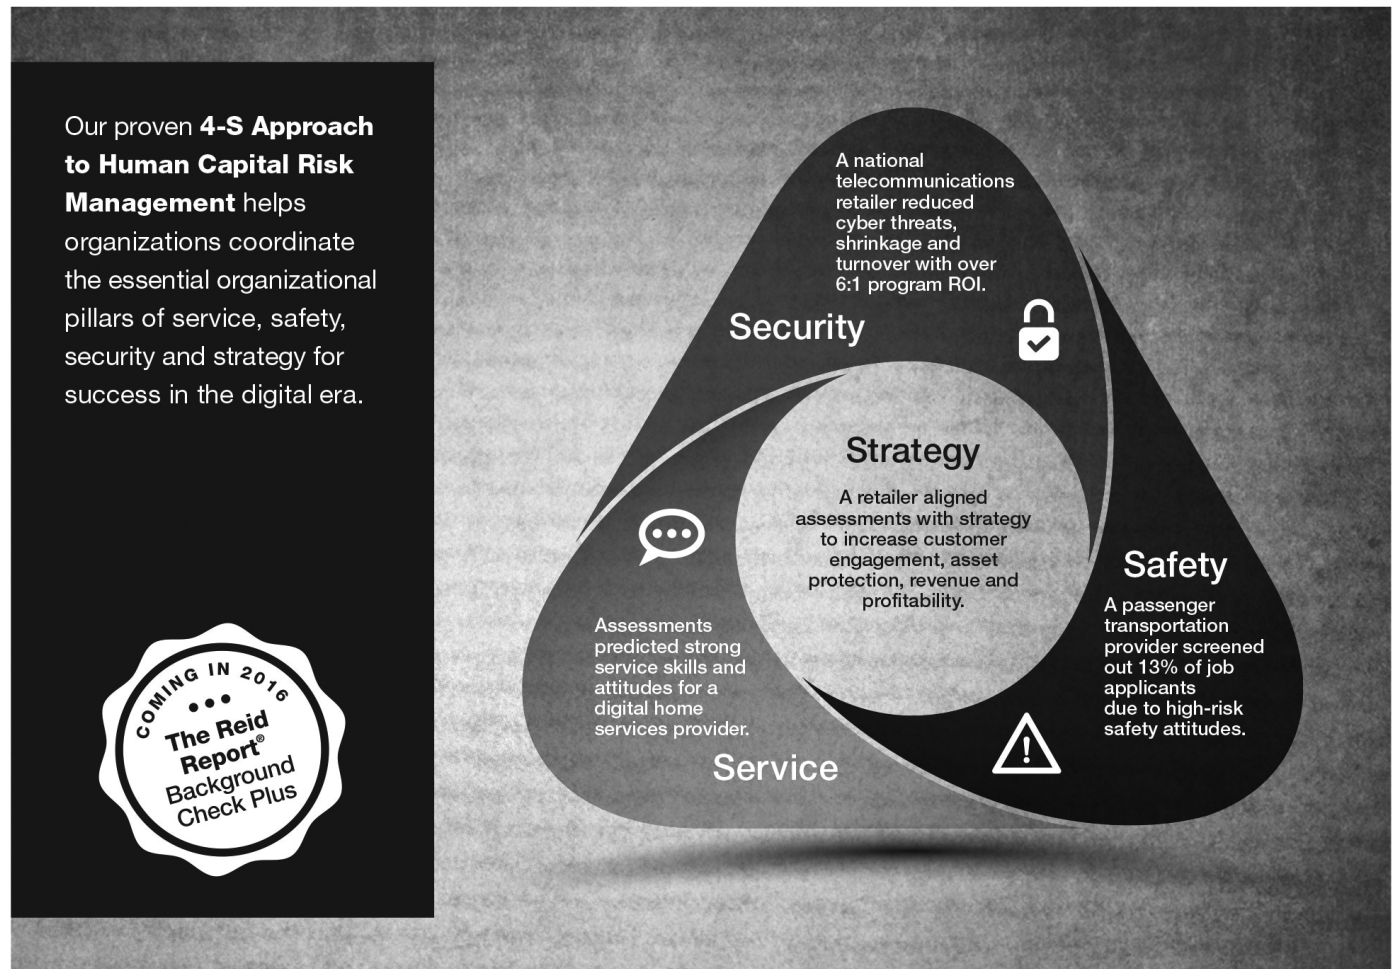 Our proven 4-S Approach
to Human Capital Risk
Management helps
organizations coordinate
the essential organizational
pillars of service, safety,
security and strategy for
success in the digital era.
COMING IN 2016
The Reid
Report®
Background
Check Plus
A national
telecommunications
retailer reduced
cyber threats,
shrinkage and
turnover with over
6:1 program ROI.
Security
Strategy
A retailer aligned
assessments with strategy
to increase customer
engagement, asset
protection, revenue and
profitability.
Safety
A passenger
transportation
provider screened
out 13% of job
applicants
due to high-risk
safety attitudes.
Assessments
predicted strong
service skills and
attitudes for a
digital home
services provider.
Service